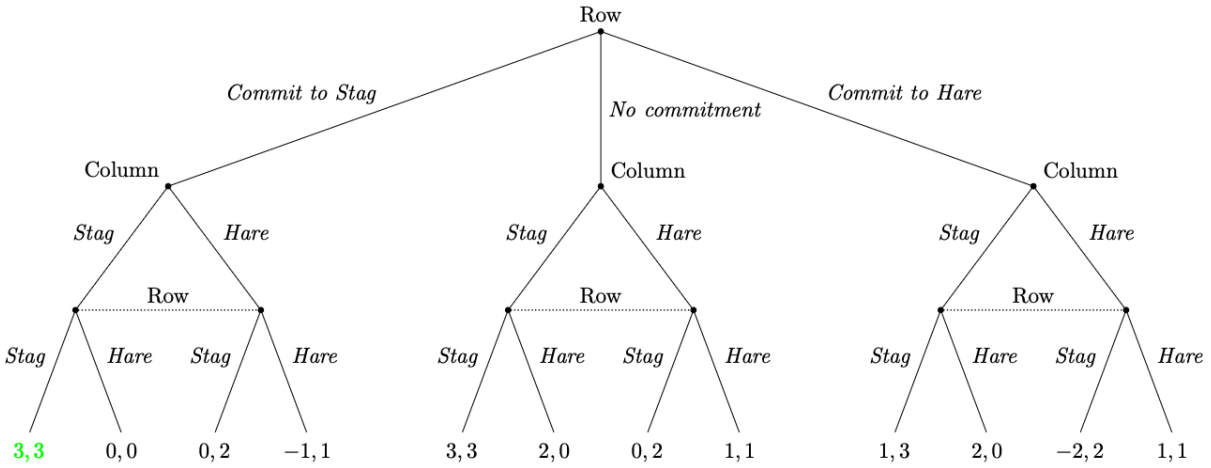 Row
Commit to Stag
No commitment
Commit to Hare
Column Column Column
Stag Hare Stag Hare Stag Hare
Row Row Row
Stag Hare Stag Hare Stag Hare Stag Hare Stag Hare Stag Hare
3, 3 0, 0 0, 2 −1, 1 3, 3 2, 0 0, 2 1, 1 1, 3 2, 0 −2, 2 1, 1